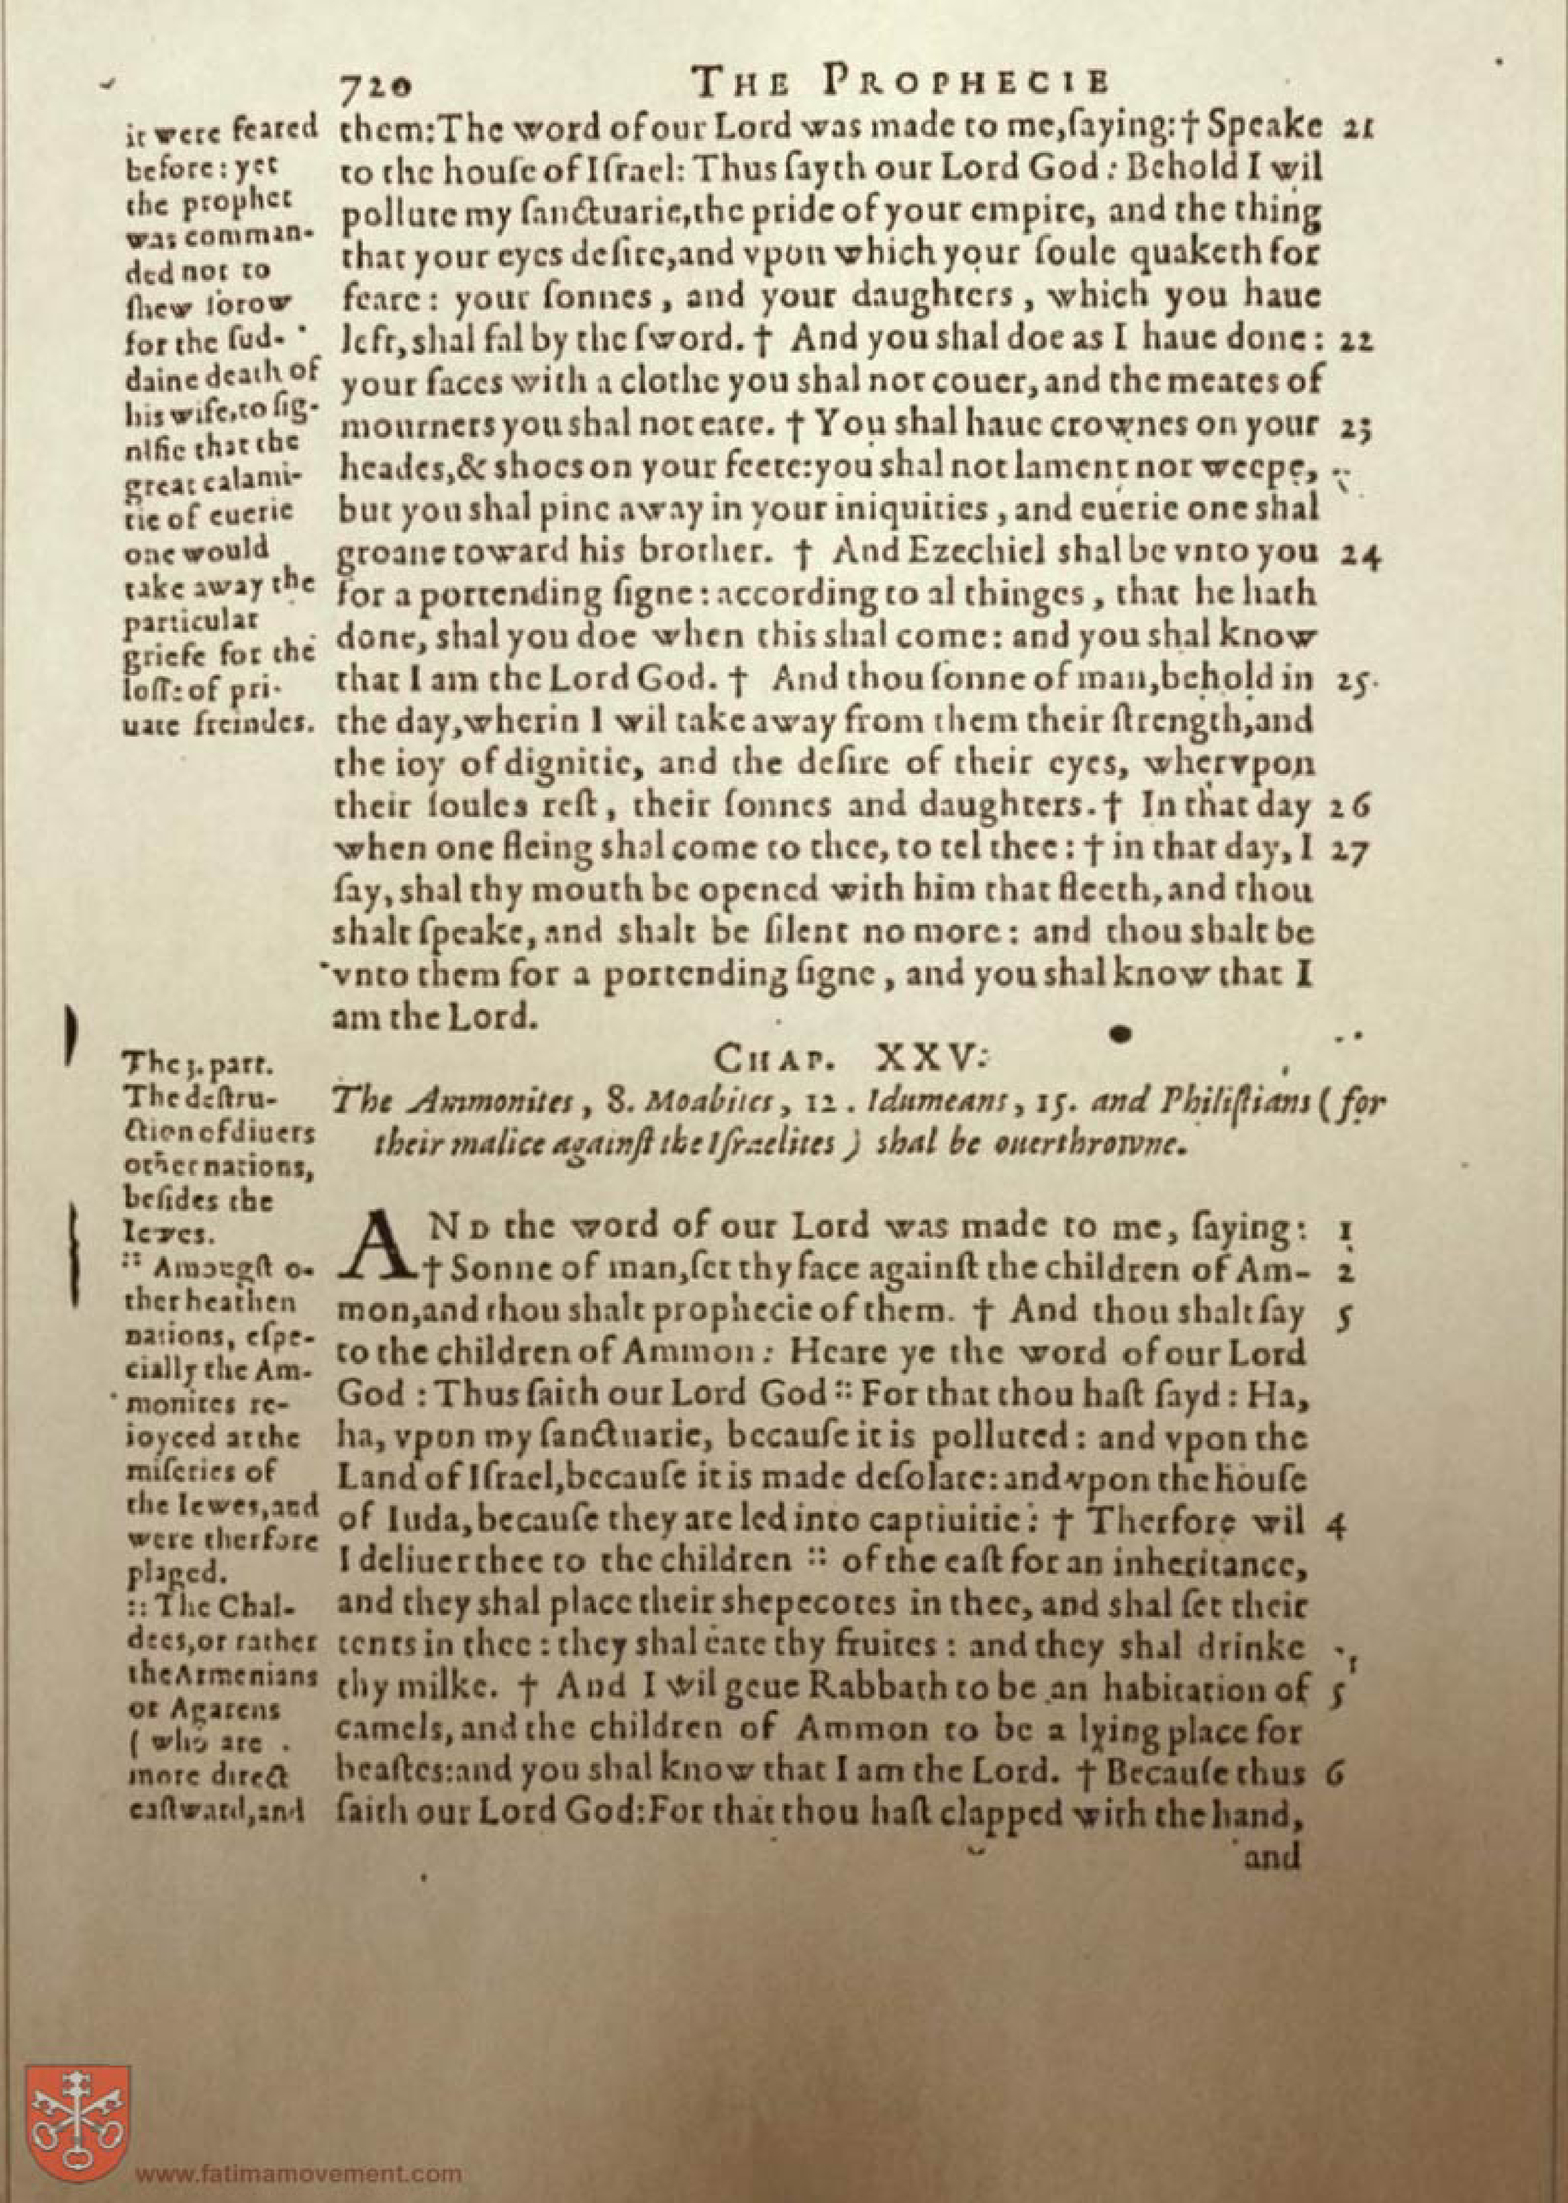 720 THE PROPHECIE
it were feared
before: yet
the prophet
was comman-
ded not to
ſhew ſorow
for the ſud-
daine death of
his wife, to ſig-
nifie that the
great calami-
tie of euerie
one would
take away the
particular
griefe for the
loſſe of pri-
uate freindes.
them: The word of our Lord was made to me, ſaying: † Speake 21
to the houſe of Iſrael: Thus ſayth our Lord God: Behold I wil
pollute my ſanctuarie, the pride of your empire, and the thing
that your eyes deſire, and vpon which your ſoule quaketh for
feare: your ſonnes, and your daughters, which you haue
left, shal fal by the ſword. † And you shal doe as I haue done: 22
your faces with a clothe you shal not couer, and the meates of
mourners you shal not eate. † You shal haue crownes on your 23
heades, & shoes on your feete: you shal not lament nor weepe,
but you shal pine away in your iniquities, and euerie one shal
groane toward his brother. † And Ezechiel shal be vnto you 24
for a portending ſigne: according to al thinges, that he hath
done, shal you doe when this shal come: and you shal know
that I am the Lord God. † And thou ſonne of man, behold in 25.
the day, wherin I wil take away from them their ſtrength, and
the ioy of dignitie, and the deſire of their eyes, whervpon
their ſoules reſt, their ſonnes and daughters. † In that day 26
when one fleing shal come to thee, to tel thee: † in that day, I 27
ſay, shal thy mouth be opened with him that fleeth, and thou
shalt ſpeake, and shalt be ſilent no more: and thou shalt be
vnto them for a portending ſigne, and you shal know that I
am the Lord.
CHAP. XXV.
The Ammonites, 8. Moabites, 12. Idumeans, 15. and Philiſtians (for
their malice againſt the Iſraelites) shal be ouerthrowne.
The 3. part.
The deſtru-
ction of diuers
other nations,
beſides the
Iewes.
:: Amongſt o-
ther heathen
nations, eſpe-
cially the Am-
monites re-
ioyced at the
miſeries of
the Iewes, and
were therfore
plaged.
:: The Chal-
dees, or rather
the Armenians
or Agarens
(who are
more direct
eaſtward, and
AND the word of our Lord was made to me, ſaying: 1
† Sonne of man, ſet thy face againſt the children of Am- 2
mon, and thou shalt prophecie of them. † And thou shalt ſay 5
to the children of Ammon: Heare ye the word of our Lord
God: Thus ſaith our Lord God :: For that thou haſt ſayd: Ha,
ha, vpon my ſanctuarie, becauſe it is polluted: and vpon the
Land of Iſrael, becauſe it is made deſolate: and vpon the houſe
of Iuda, becauſe they are led into captiuitie: † Therfore wil 4
I deliuer thee to the children :: of the eaſt for an inheritance,
and they shal place their shepecotes in thee, and shal ſet their
tents in thee: they shal eate thy fruites: and they shal drinke
thy milke. † And I wil geue Rabbath to be an habitation of 5
camels, and the children of Ammon to be a lying place for
beaſtes: and you shal know that I am the Lord. † Becauſe thus 6
ſaith our Lord God: For that thou haſt clapped with the hand,
and
www.fatimamovement.com